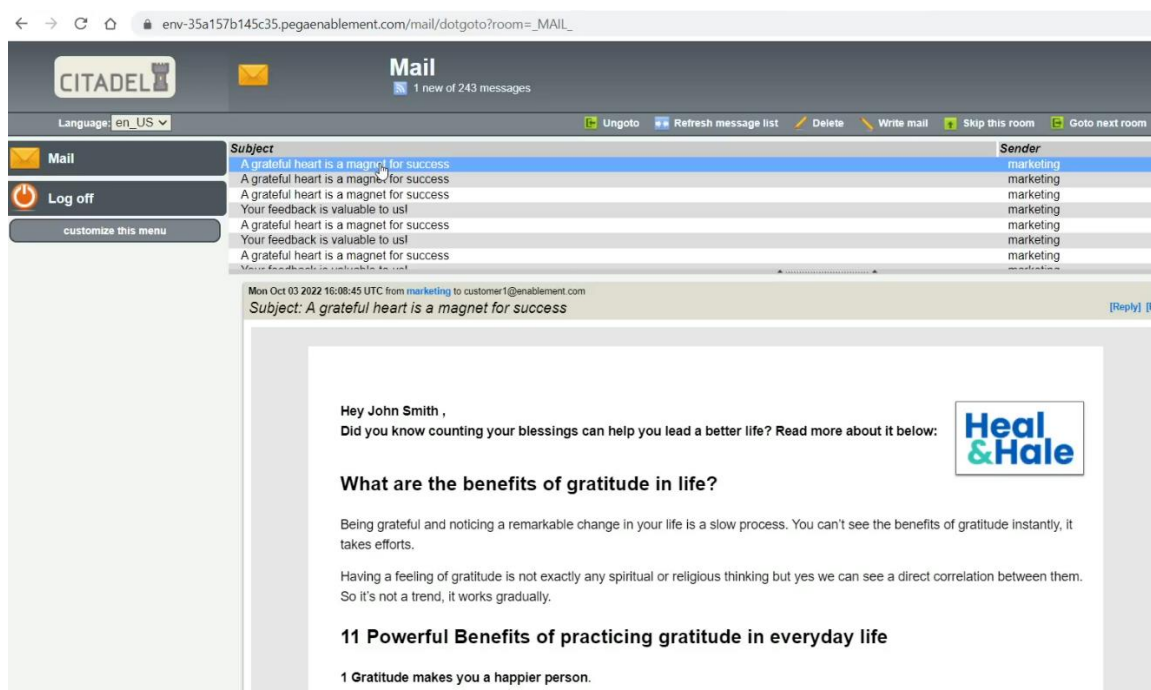 env-35a157b145c35.pegaenablement.com/mail/dotgoto?room=_MAIL_
CITADEL
Mail
1 new of 243 messages
Language: en_US
Ungoto Refresh message list Delete Write mail Skip this room Goto next room
Mail
Log off
customize this menu
Subject Sender
A grateful heart is a magnet for success marketing
A grateful heart is a magnet for success marketing
A grateful heart is a magnet for success marketing
Your feedback is valuable to us! marketing
A grateful heart is a magnet for success marketing
Your feedback is valuable to us! marketing
A grateful heart is a magnet for success marketing
Your feedback is valuable to us! marketing
Mon Oct 03 2022 16:08:45 UTC from marketing to customer1@enablement.com
Subject: A grateful heart is a magnet for success
[Reply]
Hey John Smith ,
Did you know counting your blessings can help you lead a better life? Read more about it below:
Heal
&Hale
What are the benefits of gratitude in life?
Being grateful and noticing a remarkable change in your life is a slow process. You can't see the benefits of gratitude instantly, it
takes efforts.
Having a feeling of gratitude is not exactly any spiritual or religious thinking but yes we can see a direct correlation between them.
So it's not a trend, it works gradually.
11 Powerful Benefits of practicing gratitude in everyday life
1 Gratitude makes you a happier person.